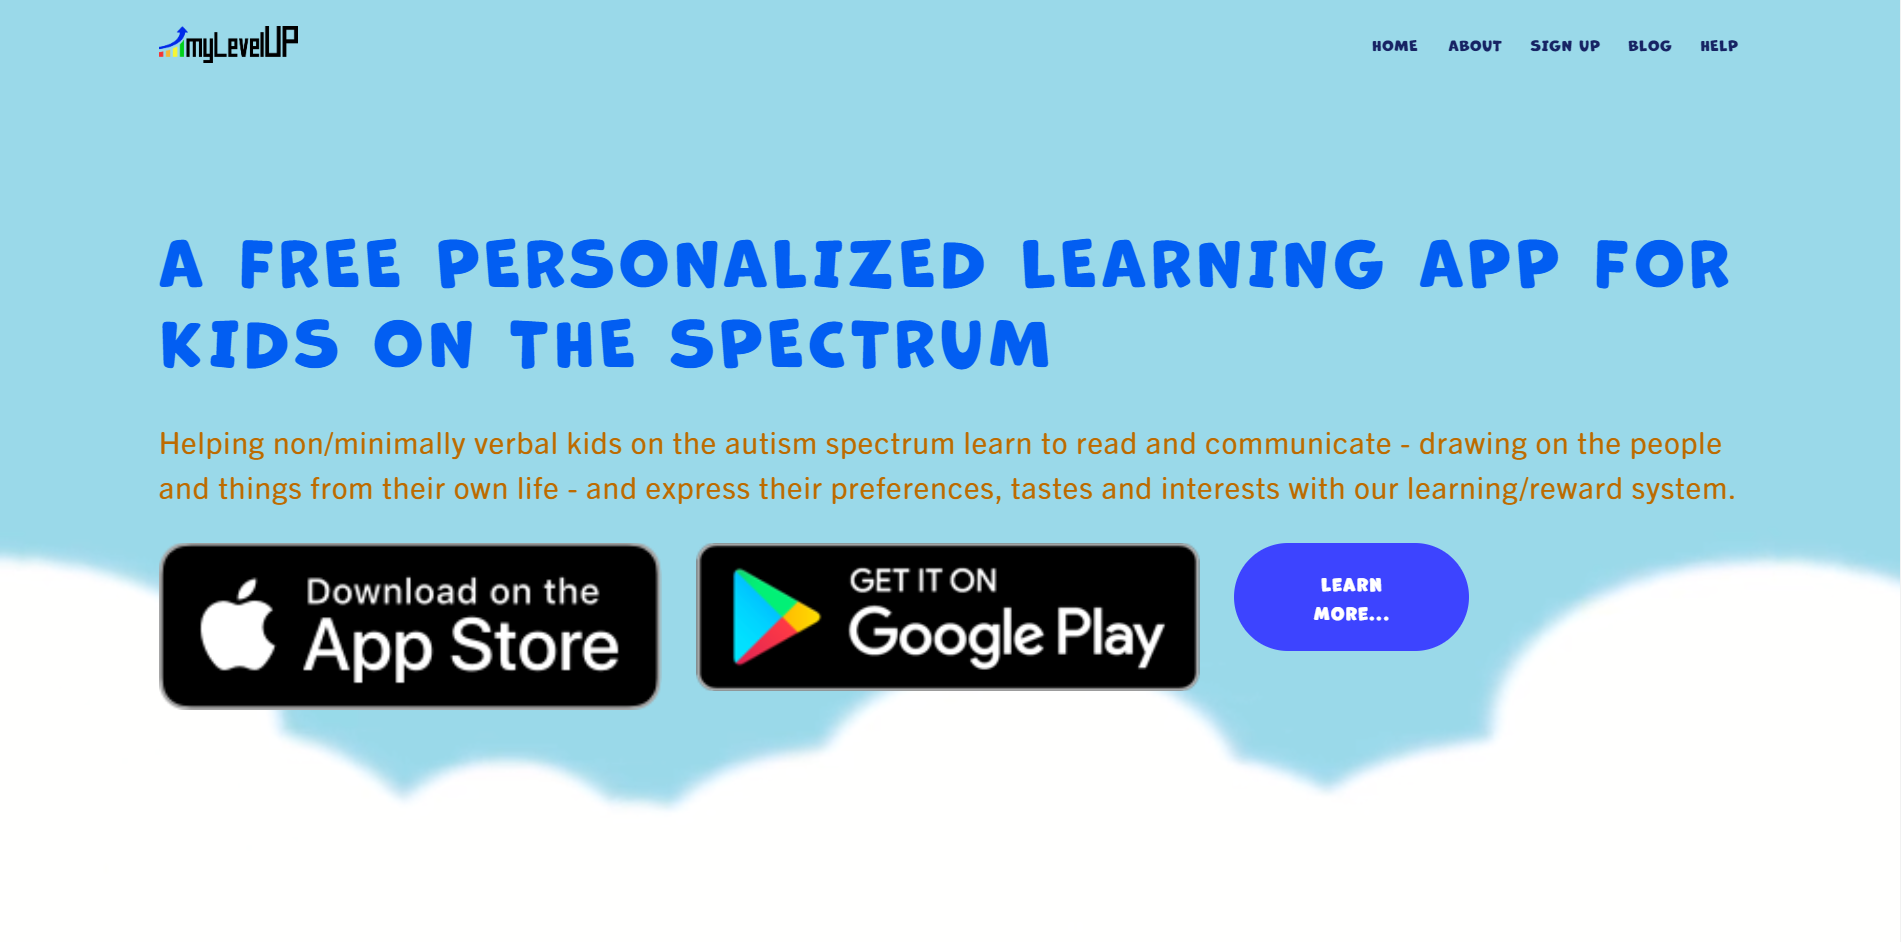 myLevelUP
HOME ABOUT SIGN UP BLOG HELP
A FREE PERSONALIZED LEARNING APP FOR
KIDS ON THE SPECTRUM
Helping non/minimally verbal kids on the autism spectrum learn to read and communicate - drawing on the people
and things from their own life - and express their preferences, tastes and interests with our learning/reward system.
Download on the
App Store
GET IT ON
Google Play
LEARN
MORE...